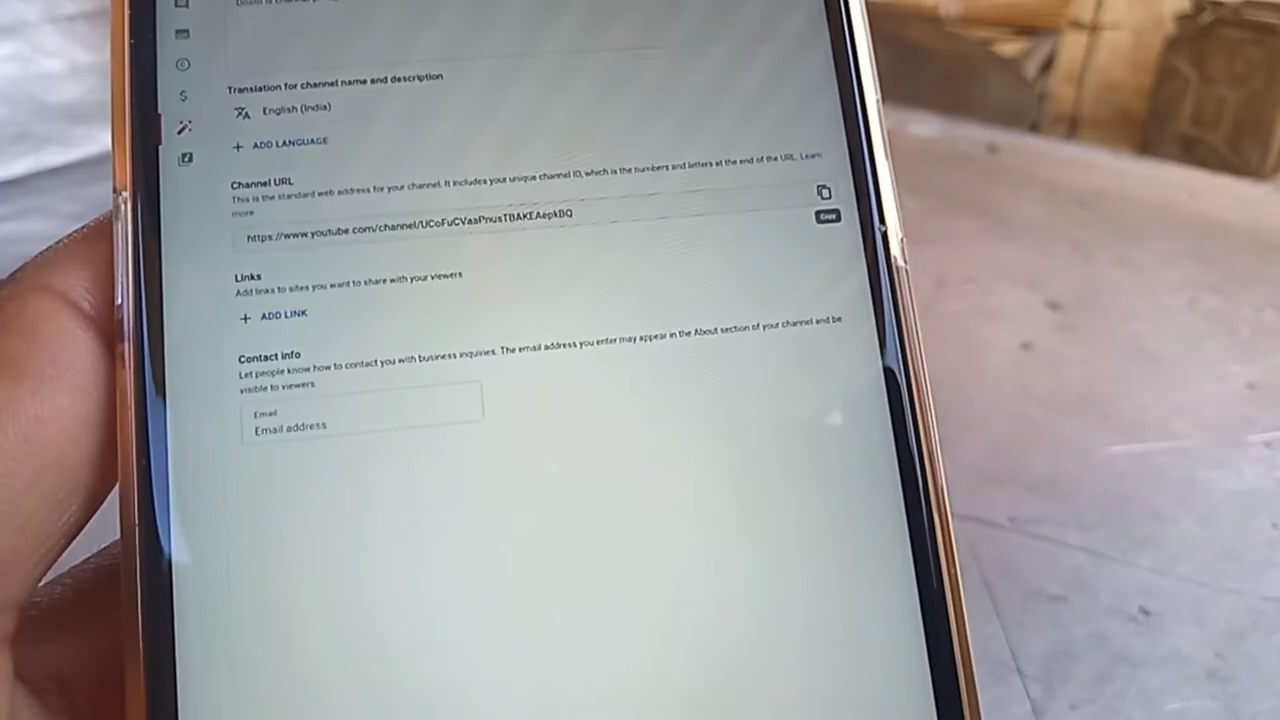 Translation for channel name and description
English (India)
+ ADD LANGUAGE
Channel URL
This is the standard web address for your channel. It includes your unique channel ID, which is the numbers and letters at the end of the URL. Learn
more
https://www.youtube.com/channel/UCoFuCVaaPnusTBAKEAepkBQ
Copy
Links
Add links to sites you want to share with your viewers
+ ADD LINK
Contact info
Let people know how to contact you with business inquiries. The email address you enter may appear in the About section of your channel and be
visible to viewers.
Email
Email address